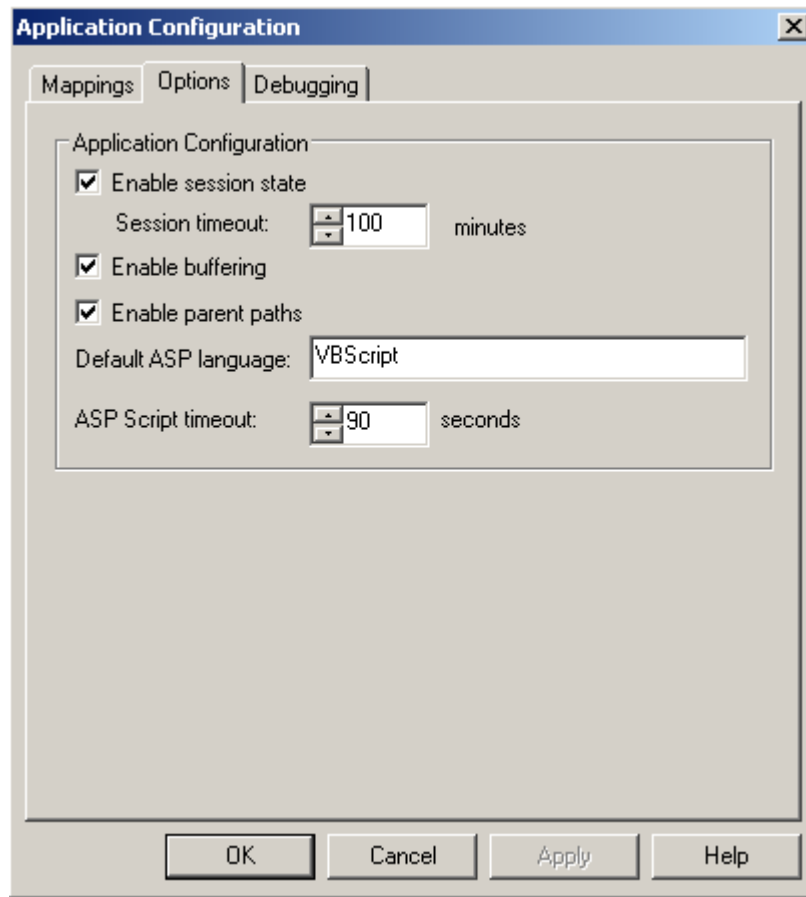 Application Configuration
Mappings Options Debugging
Application Configuration
Enable session state
Session timeout: 100 minutes
Enable buffering
Enable parent paths
Default ASP language: VBScript
ASP Script timeout: 90 seconds
OK Cancel Apply Help